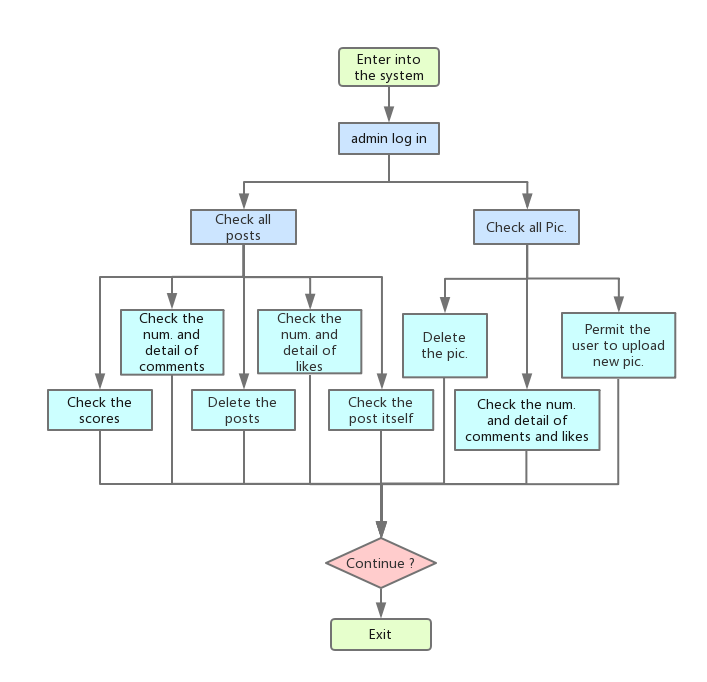 Enter into
the system
admin log in
Check all
posts
Check all Pic.
Check the
num. and
detail of
comments
Check the
num. and
detail of
likes
Delete
the pic.
Permit the
user to upload
new pic.
Check the
scores
Delete the
posts
Check the
post itself
Check the num.
and detail of
comments and likes
Continue ?
Exit